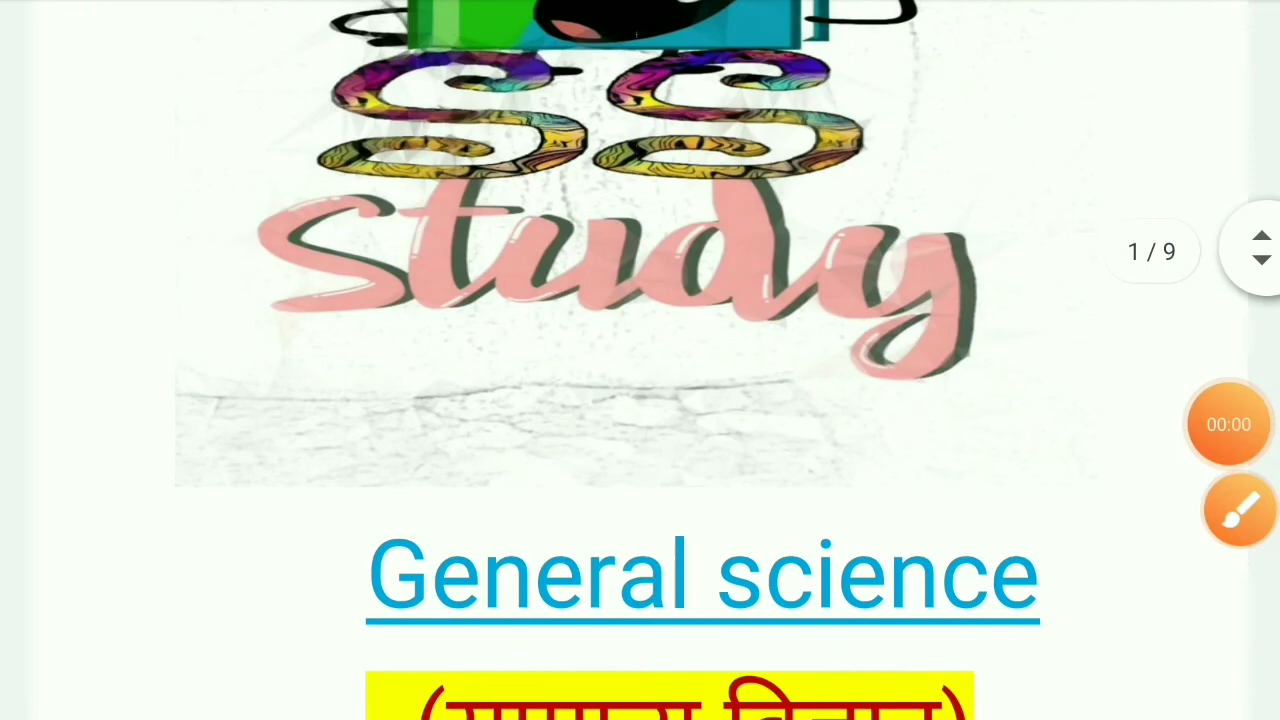 SS
Study
1 / 9
00:00
General science
(सामान्य विज्ञान)